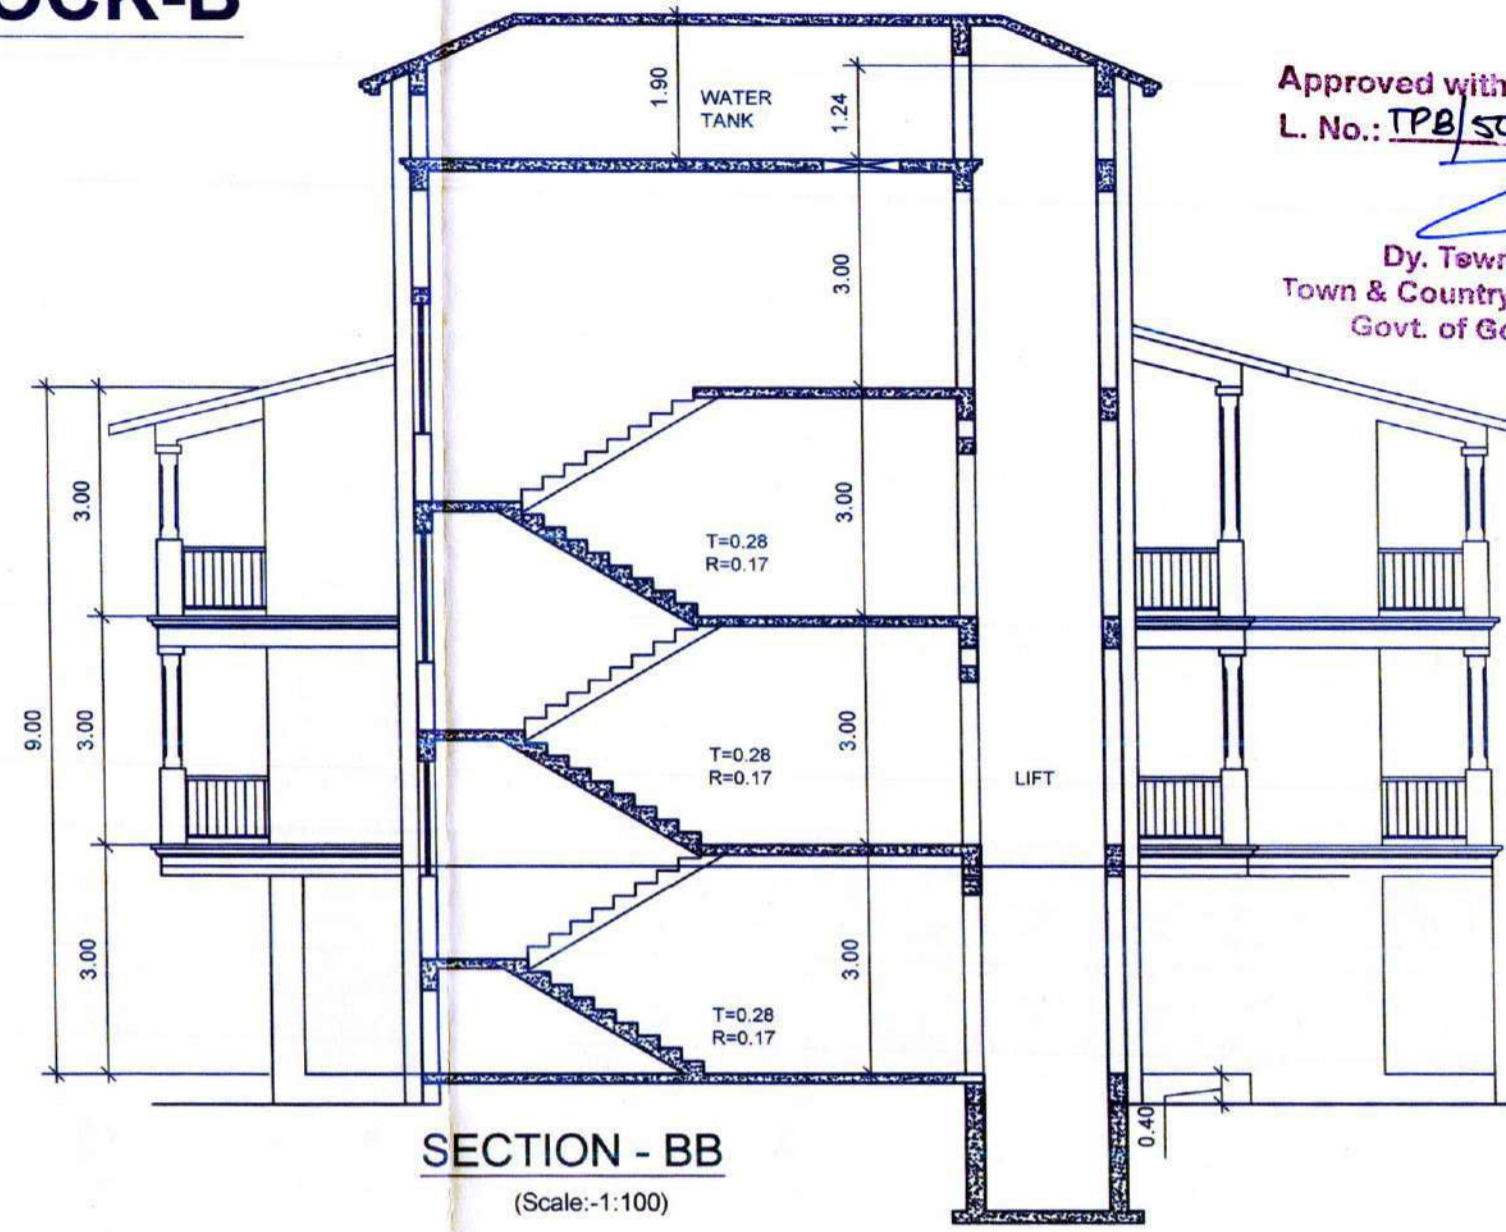 OCK-B
1.90
WATER
TANK
1.24
Approved with
L. No.: TPB/50
Dy. Town
Town & Country
Govt. of Go
3.00
3.00
3.00
T=0.28
R=0.17
9.00
3.00
T=0.28
R=0.17
3.00
LIFT
3.00
T=0.28
R=0.17
3.00
0.40
SECTION - BB
(Scale:-1:100)